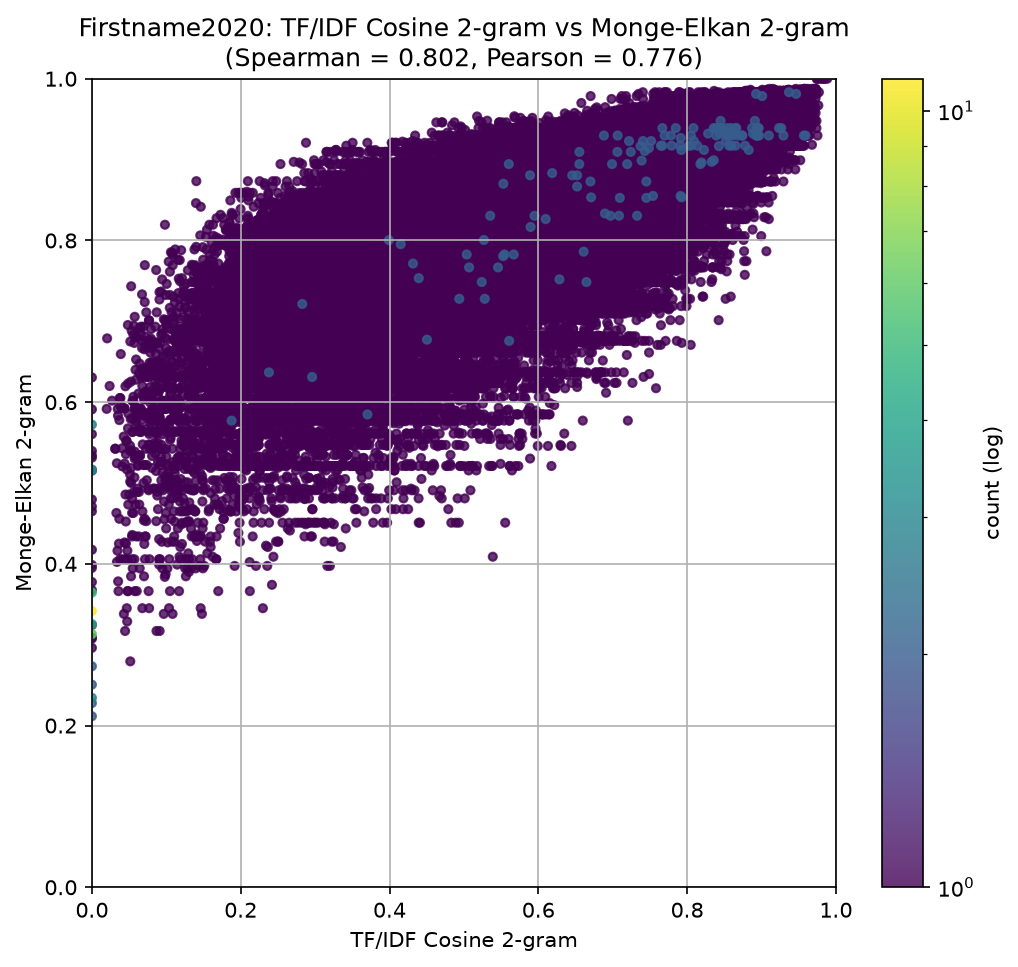 Firstname2020: TF/IDF Cosine 2-gram vs Monge-Elkan 2-gram
(Spearman = 0.802, Pearson = 0.776)
1.0
0.8
0.6
0.4
0.2
0.0
Monge-Elkan 2-gram
0.0 0.2 0.4 0.6 0.8 1.0
TF/IDF Cosine 2-gram
10¹
10⁰
count (log)